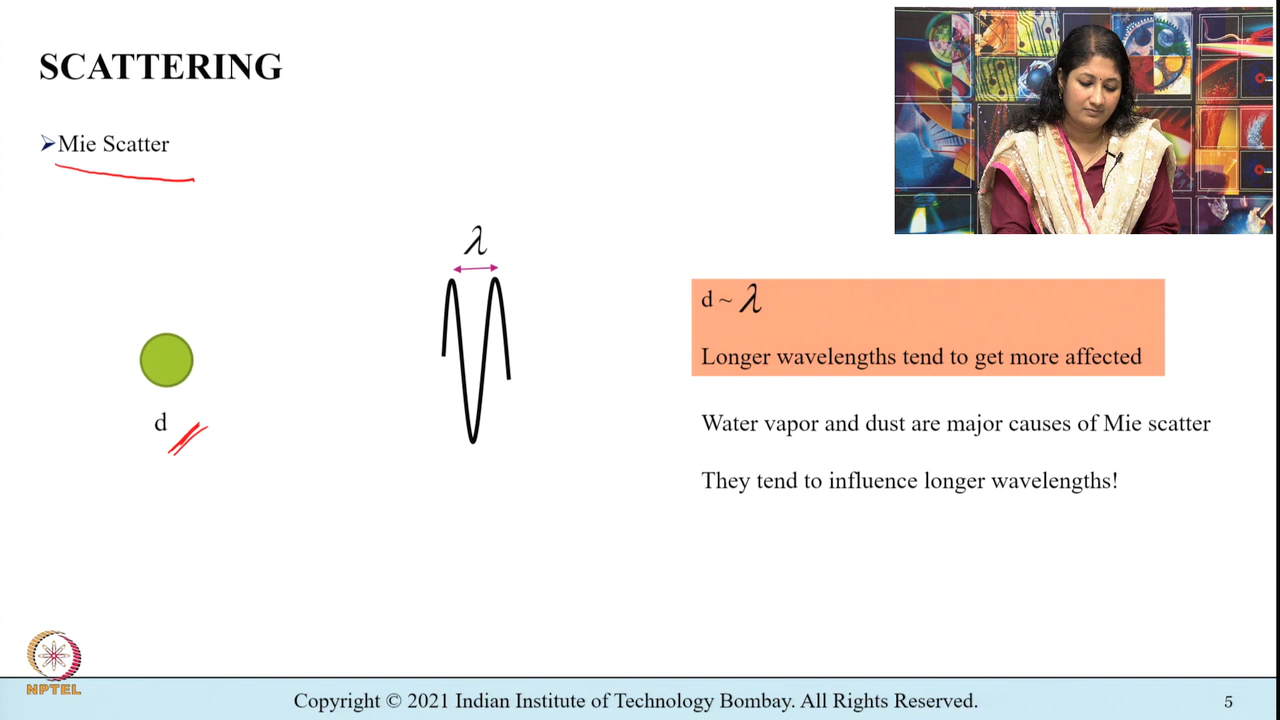 SCATTERING
Mie Scatter
λ
d ~ λ
Longer wavelengths tend to get more affected
d
Water vapor and dust are major causes of Mie scatter
They tend to influence longer wavelengths!
NPTEL
Copyright © 2021 Indian Institute of Technology Bombay. All Rights Reserved.
5